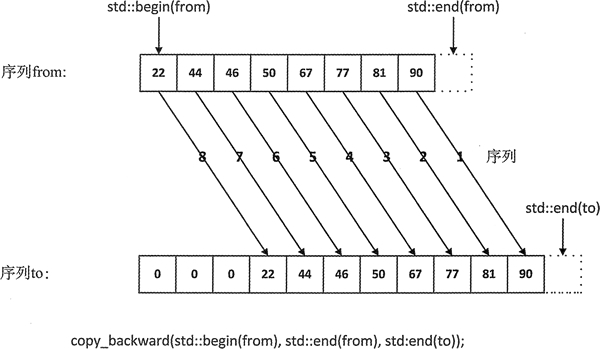 std::begin(from) std::end(from)
序列from: 22 44 46 50 67 77 81 90
8 7 6 5 4 3 2 1 序列
std::end(to)
序列to: 0 0 0 22 44 46 50 67 77 81 90
copy_backward(std::begin(from), std::end(from), std:end(to));